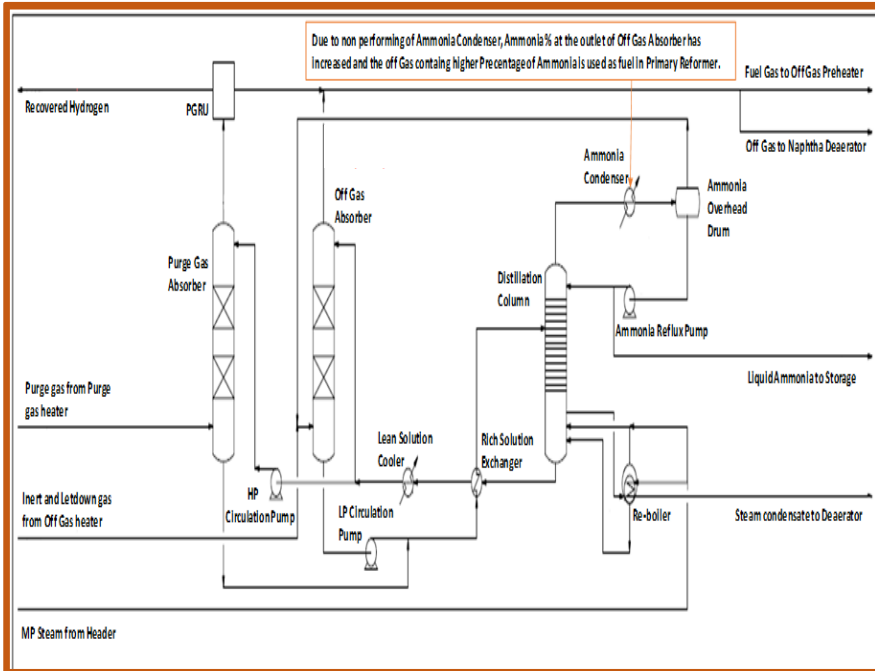 Due to non performing of Ammonia Condenser, Ammonia % at the outlet of Off Gas Absorber has
increased and the off Gas containg higher Precentage of Ammonia is used as fuel in Primary Reformer.
Fuel Gas to Off Gas Preheater
Recovered Hydrogen
PGRU
Off Gas to Naphtha Deaerator
Ammonia
Condenser
Ammonia
Overhead
Drum
Off Gas
Absorber
Purge Gas
Absorber
Distillation
Column
Ammonia Reflux Pump
Liquid Ammonia to Storage
Purge gas from Purge
gas heater
Lean Solution
Cooler
Rich Solution
Exchanger
Inert and Letdown gas
from Off Gas heater
HP
Circulation Pump
LP Circulation
Pump
Re-boiler
Steam condensate to Deaerator
MP Steam from Header